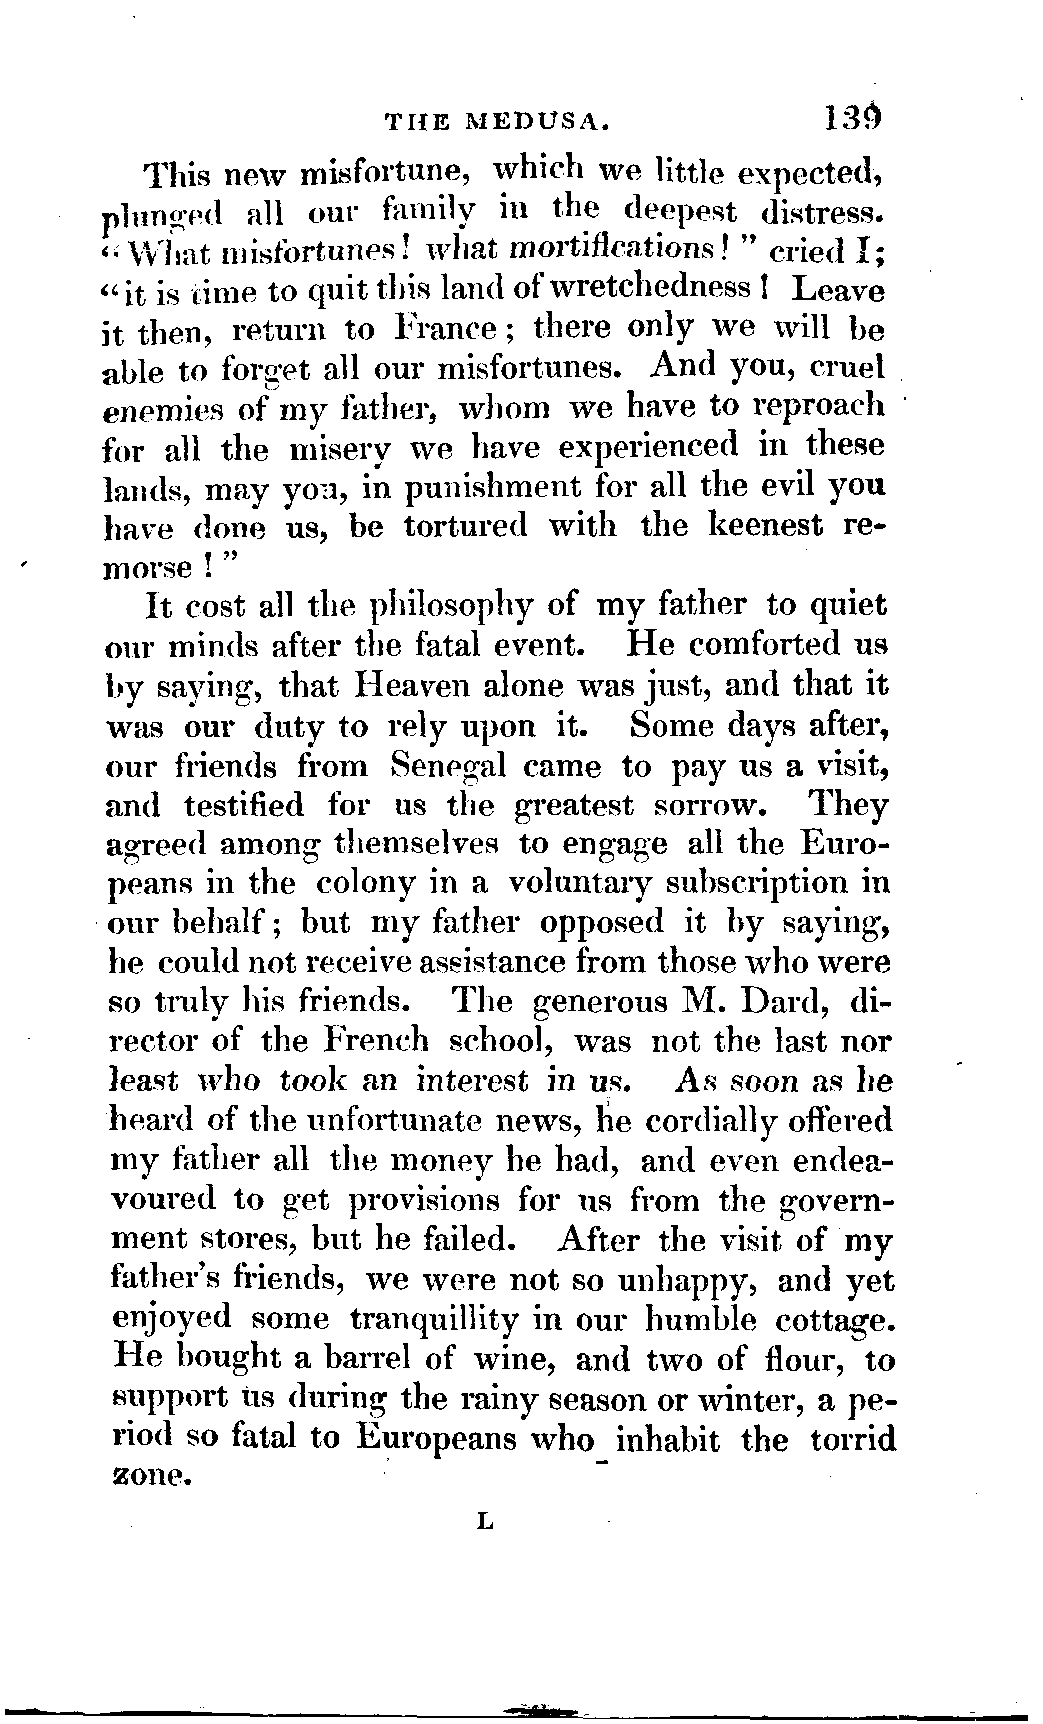 THE MEDUSA. 139
This new misfortune, which we little expected,
plunged all our family in the deepest distress.
“ What misfortunes! what mortifications! ” cried I;
“ it is time to quit this land of wretchedness! Leave
it then, return to France; there only we will be
able to forget all our misfortunes. And you, cruel
enemies of my father, whom we have to reproach
for all the misery we have experienced in these
lands, may you, in punishment for all the evil you
have done us, be tortured with the keenest re-
morse ! ”
It cost all the philosophy of my father to quiet
our minds after the fatal event. He comforted us
by saying, that Heaven alone was just, and that it
was our duty to rely upon it. Some days after,
our friends from Senegal came to pay us a visit,
and testified for us the greatest sorrow. They
agreed among themselves to engage all the Euro-
peans in the colony in a voluntary subscription in
our behalf; but my father opposed it by saying,
he could not receive assistance from those who were
so truly his friends. The generous M. Dard, di-
rector of the French school, was not the last nor
least who took an interest in us. As soon as he
heard of the unfortunate news, he cordially offered
my father all the money he had, and even endea-
voured to get provisions for us from the govern-
ment stores, but he failed. After the visit of my
father's friends, we were not so unhappy, and yet
enjoyed some tranquillity in our humble cottage.
He bought a barrel of wine, and two of flour, to
support us during the rainy season or winter, a pe-
riod so fatal to Europeans who inhabit the torrid
zone.
L